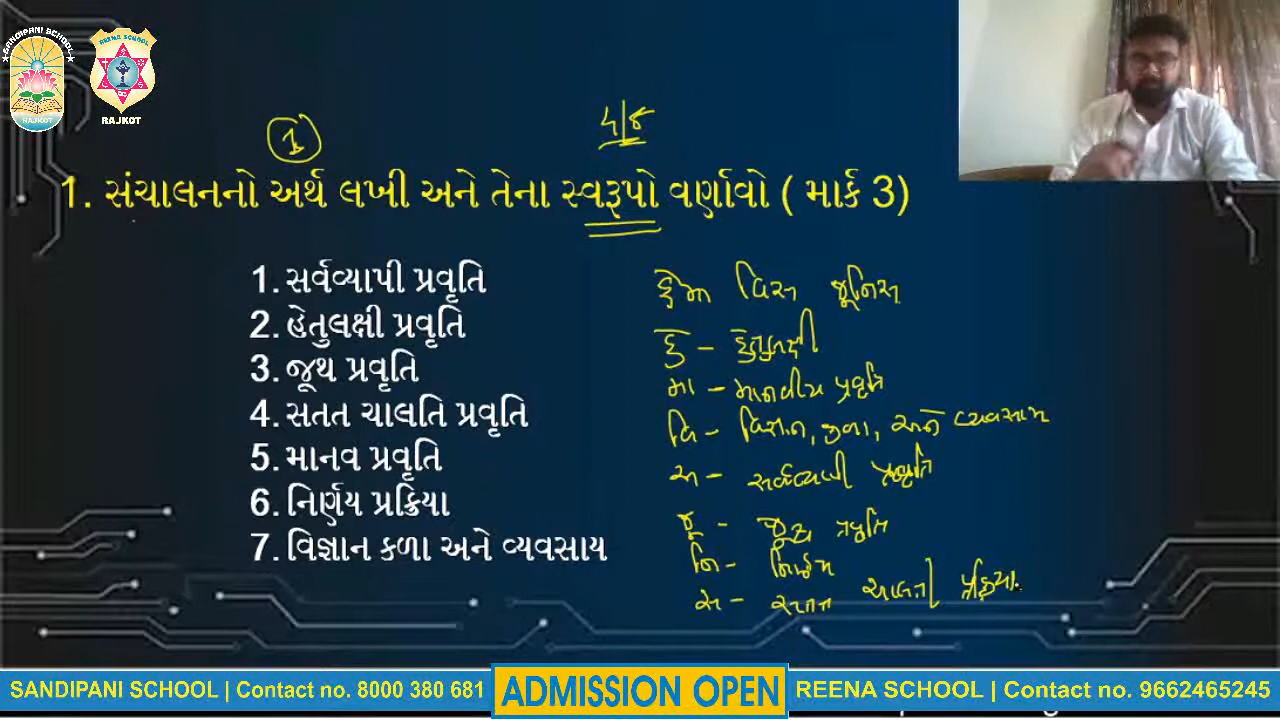 SANDIPANI SCHOOL
RAJKOT
REENA SCHOOL
RAJKOT
1
1. સંચાલનનો અર્થ લખી અને તેના સ્વરૂપો વર્ણાવો ( માર્ક 3)
1. સર્વવ્યાપી પ્રવૃતિ
2. હેતુલક્ષી પ્રવૃતિ
3. જૂથ પ્રવૃતિ
4. સતત ચાલતિ પ્રવૃતિ
5. માનવ પ્રવૃતિ
6. નિર્ણય પ્રક્રિયા
7. વિજ્ઞાન કળા અને વ્યવસાય
હેમા વિસ જૂનિસ
હે - હેતુલક્ષી
મા - માનવીય પ્રવૃતિ
વિ - વિજ્ઞાન, કળા, અને વ્યવસાય
સ - સર્વવ્યાપી પ્રવૃતિ
જૂ - જૂથ પ્રવૃતિ
નિ - નિર્ણય
સ - સતત ચાલતી પ્રક્રિયા.
SANDIPANI SCHOOL | Contact no. 8000 380 681
ADMISSION OPEN
REENA SCHOOL | Contact no. 9662465245